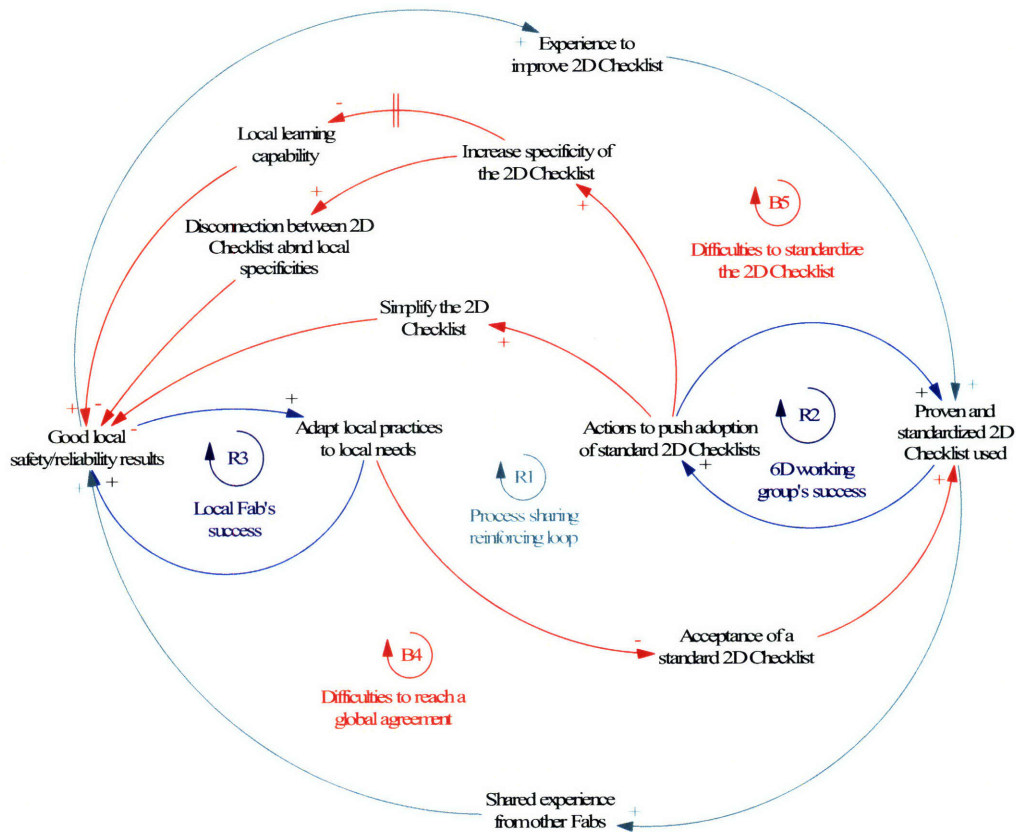 +
Experience to
improve 2D Checklist
-
Local learning
capability
Increase specificity of
the 2D Checklist
+
+
B5
Disconnection between 2D
Checklist abnd local
specificities
Difficulties to standardize
the 2D Checklist
Simplify the 2D
Checklist
+
+
-
-
+
Good local
safety/reliability results
+
+
R3
Local Fab's
success
Adapt local practices
to local needs
R1
Process sharing
reinforcing loop
Actions to push adoption
of standard 2D Checklists
+
R2
6D working
group's success
+
+
Proven and
standardized 2D
Checklist used
+
-
Acceptance of a
standard 2D Checklist
B4
Difficulties to reach a
global agreement
Shared experience
from other Fabs
+